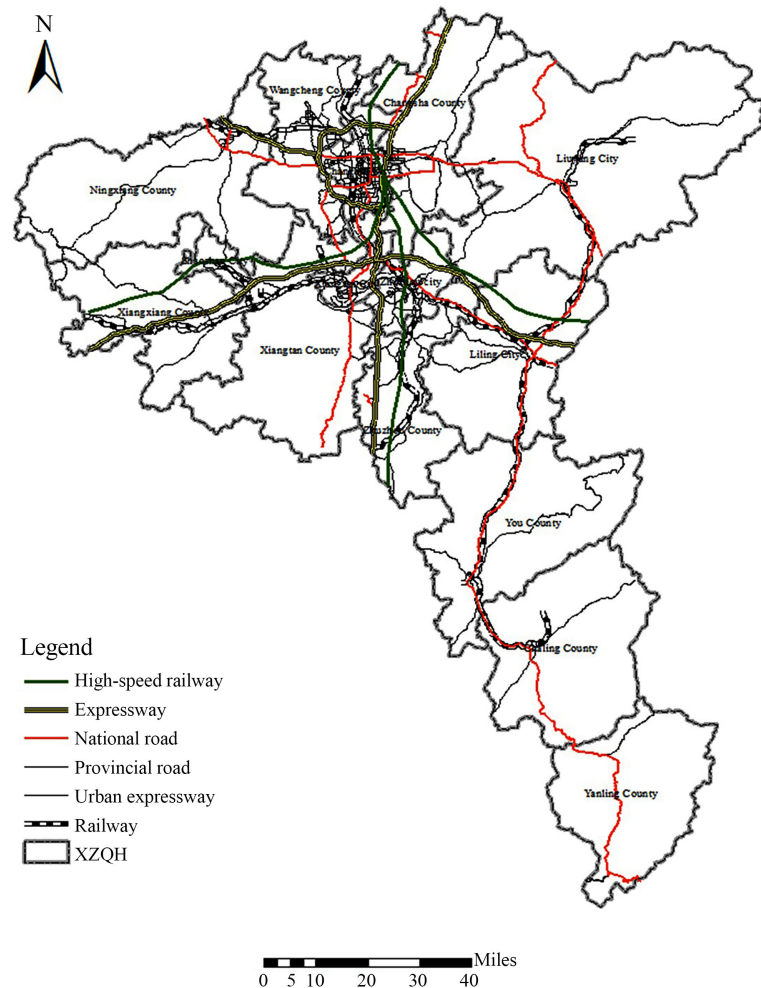 N
Wangcheng County
Changsha County
Liuyang City
Ningxiang County
Xiangxiang County
Xiangtan County
Liling City
Zhuzhou County
You County
Legend
High-speed railway
Expressway
National road
Provincial road
Urban expressway
Railway
XZQH
Yanling County
Miles
0 5 10 20 30 40